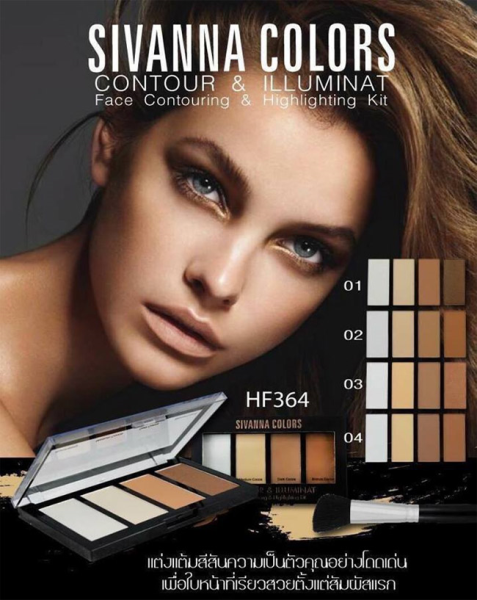 SIVANNA COLORS
CONTOUR & ILLUMINAT
Face Contouring & Highlighting Kit
01
02
03
04
HF364
SIVANNA COLORS
& ILLUMINAT
แต่งแต้มสีสันความเป็นตัวคุณอย่างโดดเด่น
เพื่อใบหน้าที่เรียวสวยตั้งแต่สัมผัสแรก